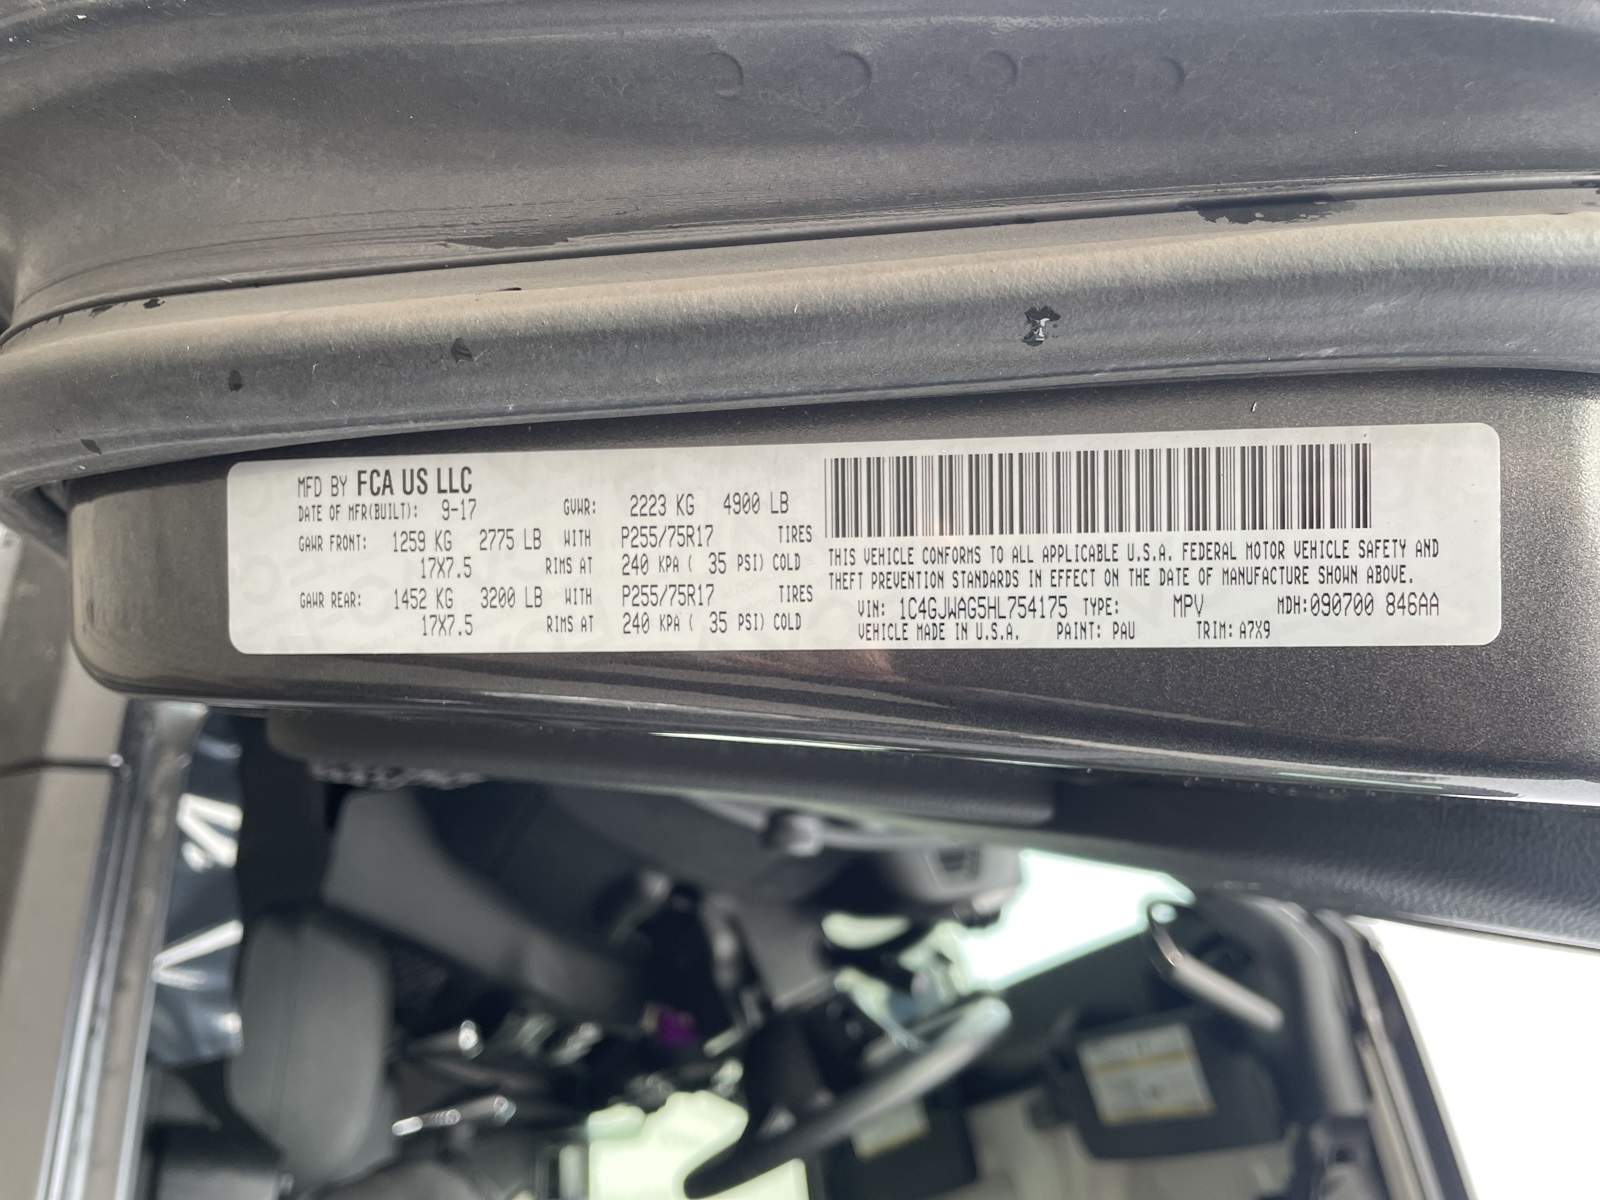 MFD BY FCA US LLC
DATE OF MFR(BUILT): 9-17 GVWR: 2223 KG 4900 LB
GAWR FRONT: 1259 KG 2775 LB WITH P255/75R17 TIRES
17X7.5 RIMS AT 240 KPA ( 35 PSI) COLD
GAWR REAR: 1452 KG 3200 LB WITH P255/75R17 TIRES
17X7.5 RIMS AT 240 KPA ( 35 PSI) COLD
THIS VEHICLE CONFORMS TO ALL APPLICABLE U.S.A. FEDERAL MOTOR VEHICLE SAFETY AND
THEFT PREVENTION STANDARDS IN EFFECT ON THE DATE OF MANUFACTURE SHOWN ABOVE.
VIN: 1C4GJWAG5HL754175 TYPE: MPV MDH:090700 846AA
VEHICLE MADE IN U.S.A. PAINT: PAU TRIM: A7X9